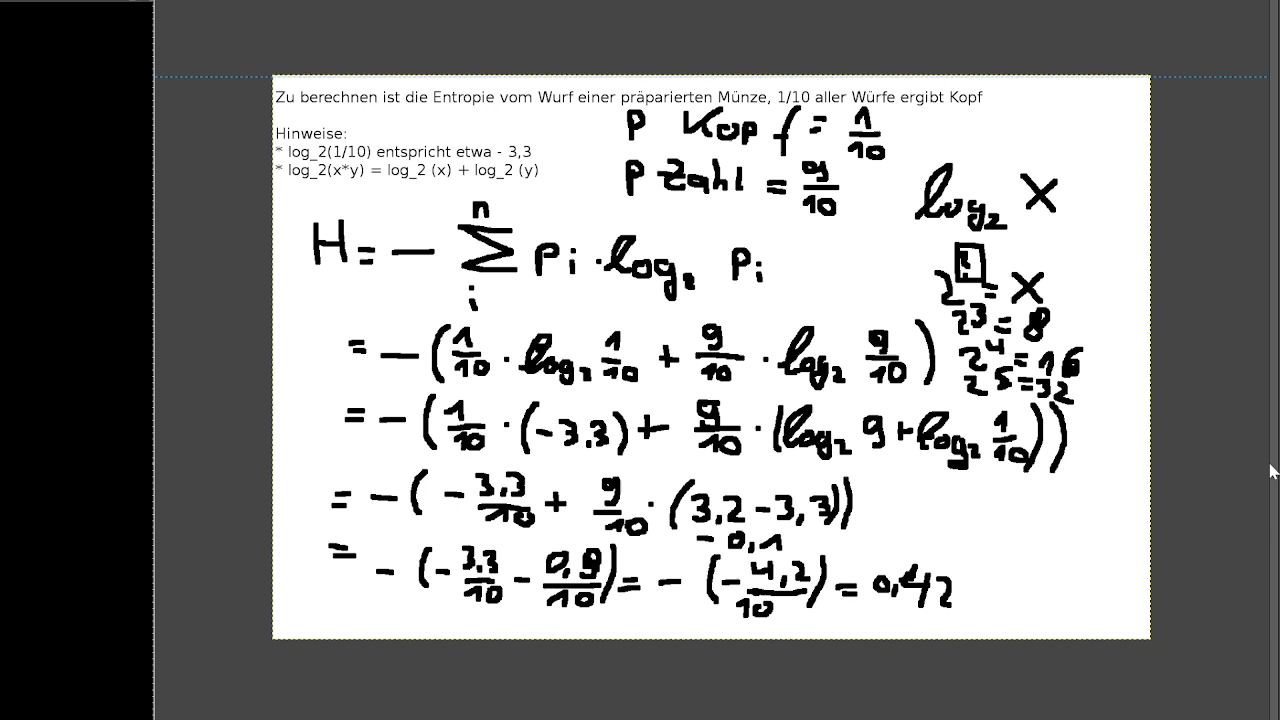 Zu berechnen ist die Entropie vom Wurf einer präparierten Münze, 1/10 aller Würfe ergibt Kopf
Hinweise:
* log_2(1/10) entspricht etwa - 3,3
* log_2(x*y) = log_2 (x) + log_2 (y)
P Kopf = 1/10
P Zahl = 9/10
log₂ X
2^? = X
2^3 = 8
2^4 = 16
2^5 = 32
H = - n Σ i Pi · log₂ Pi
= - (1/10 · log₂ 1/10 + 9/10 · log₂ 9/10)
= - (1/10 · (-3,3) + 9/10 · (log₂ 9 + log₂ 1/10))
= - (- 3,3/10 + 9/10 · (3,2 - 3,3))
- 0,1
= - (- 3,3/10 - 0,9/10) = - (- 4,2/10) = 0,42